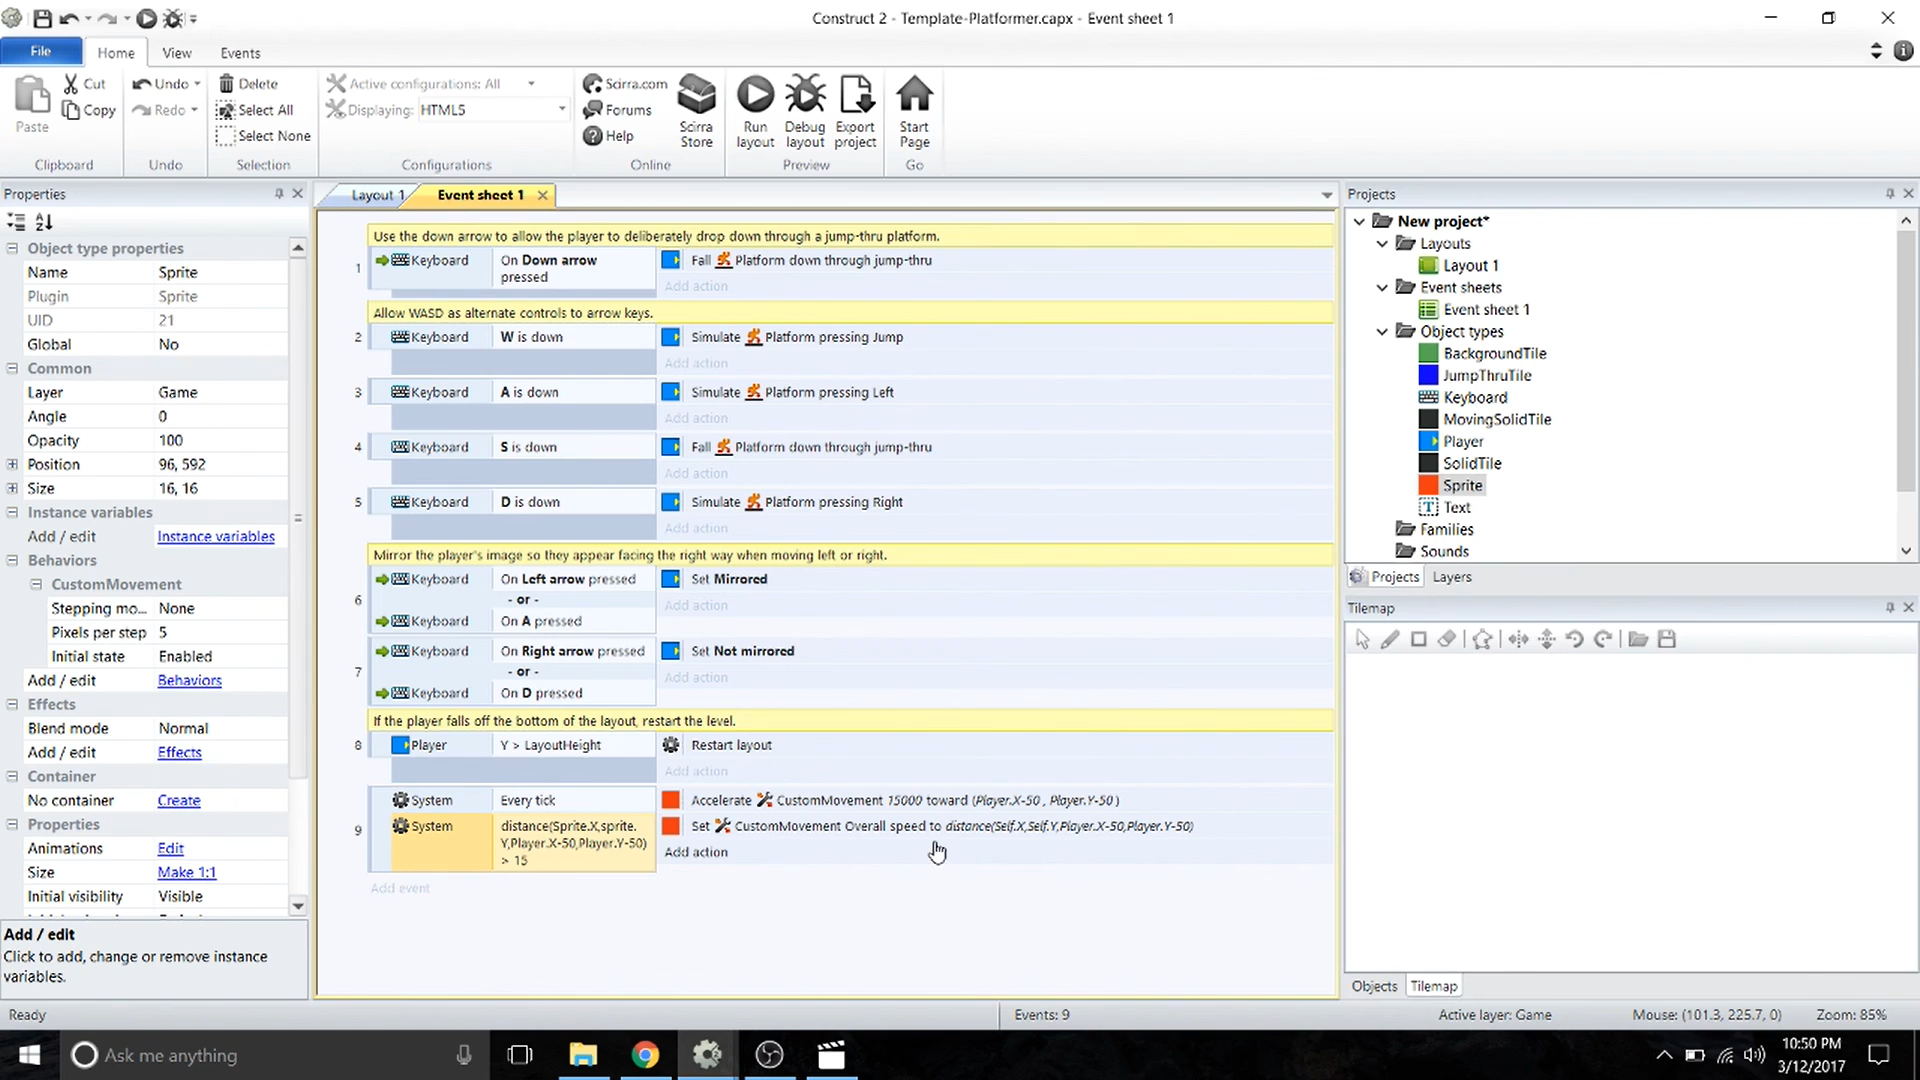 Construct 2 - Template-Platformer.capx - Event sheet 1
File Home View Events
Paste
Cut
Copy
Clipboard
Undo
Redo
Undo
Delete
Select All
Select None
Selection
Active configurations: All
Displaying: HTML5
Configurations
Scirra.com
Forums
Help
Scirra
Store
Online
Run
layout
Debug
layout
Export
project
Preview
Start
Page
Go
Properties
Object type properties
Name Sprite
Plugin Sprite
UID 21
Global No
Common
Layer Game
Angle 0
Opacity 100
Position 96, 592
Size 16, 16
Instance variables
Add / edit Instance variables
Behaviors
CustomMovement
Stepping mo... None
Pixels per step 5
Initial state Enabled
Add / edit Behaviors
Effects
Blend mode Normal
Add / edit Effects
Container
No container Create
Properties
Animations Edit
Size Make 1:1
Initial visibility Visible
Add / edit
Click to add, change or remove instance
variables.
Layout 1 Event sheet 1
Use the down arrow to allow the player to deliberately drop down through a jump-thru platform.
1 Keyboard On Down arrow
pressed
Fall Platform down through jump-thru
Add action
Allow WASD as alternate controls to arrow keys.
2 Keyboard W is down Simulate Platform pressing Jump
Add action
3 Keyboard A is down Simulate Platform pressing Left
Add action
4 Keyboard S is down Fall Platform down through jump-thru
Add action
5 Keyboard D is down Simulate Platform pressing Right
Add action
Mirror the player's image so they appear facing the right way when moving left or right.
6 Keyboard On Left arrow pressed Set Mirrored
- or - Add action
Keyboard On A pressed
7 Keyboard On Right arrow pressed Set Not mirrored
- or - Add action
Keyboard On D pressed
If the player falls off the bottom of the layout, restart the level.
8 Player Y > LayoutHeight Restart layout
Add action
9 System Every tick Accelerate CustomMovement 15000 toward (Player.X-50 , Player.Y-50 )
System distance(Sprite.X,sprite.
Y,Player.X-50,Player.Y-50)
> 15
Set CustomMovement Overall speed to distance(Self.X,Self.Y,Player.X-50,Player.Y-50)
Add action
Add event
Projects
New project*
Layouts
Layout 1
Event sheets
Event sheet 1
Object types
BackgroundTile
JumpThruTile
Keyboard
MovingSolidTile
Player
SolidTile
Sprite
Text
Families
Sounds
Projects Layers
Tilemap
Objects Tilemap
Ready Events: 9 Active layer: Game Mouse: (101.3, 225.7, 0) Zoom: 85%
Ask me anything
10:50 PM
3/12/2017